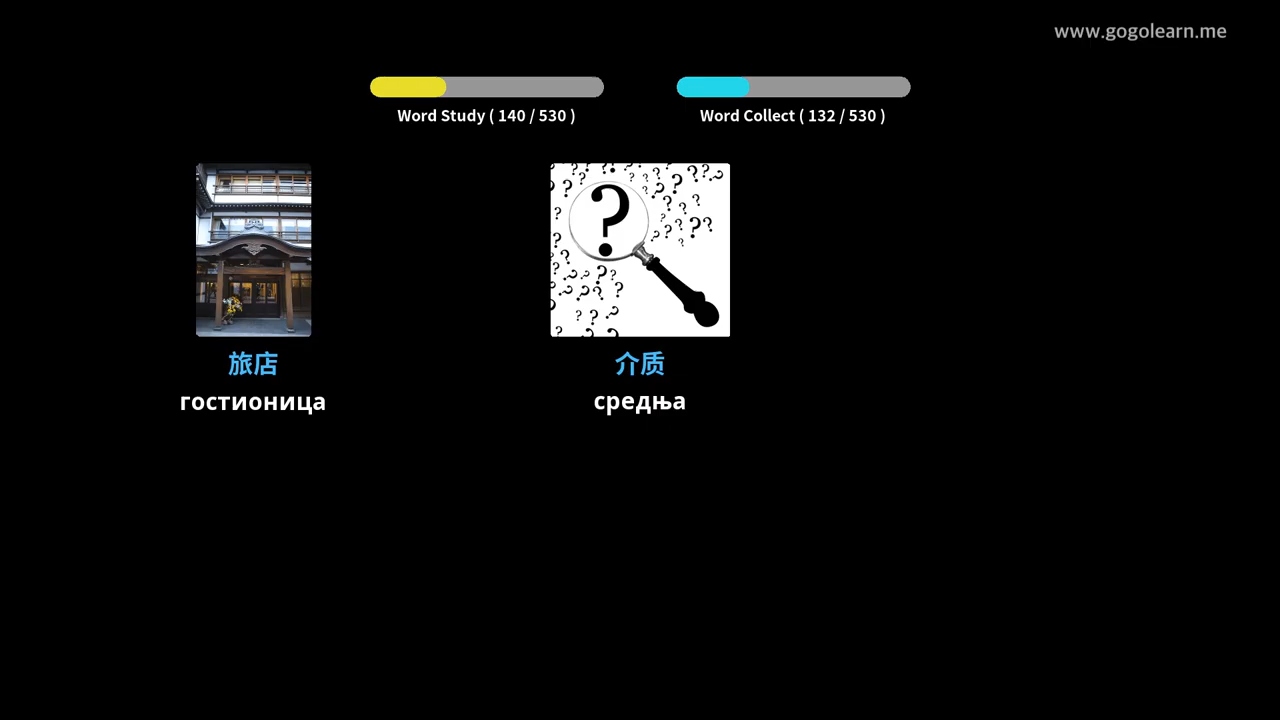 www.gogolearn.me
Word Study ( 140 / 530 )
Word Collect ( 132 / 530 )
旅店
介质
гостионица
средња